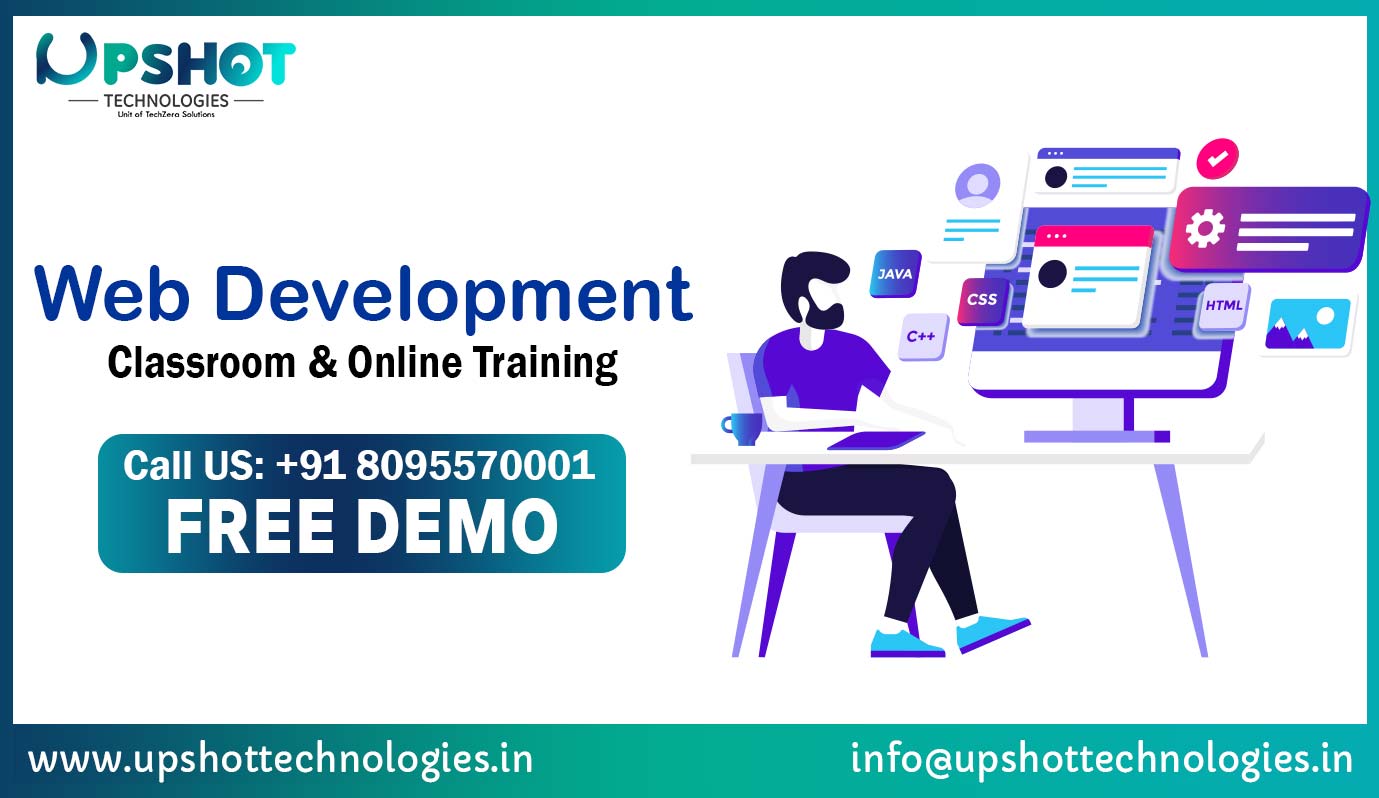 UPSHOT
TECHNOLOGIES
Unit of TechZera Solutions
Web Development
Classroom & Online Training
Call US: +91 8095570001
FREE DEMO
JAVA
CSS
C++
HTML
www.upshottechnologies.in
info@upshottechnologies.in